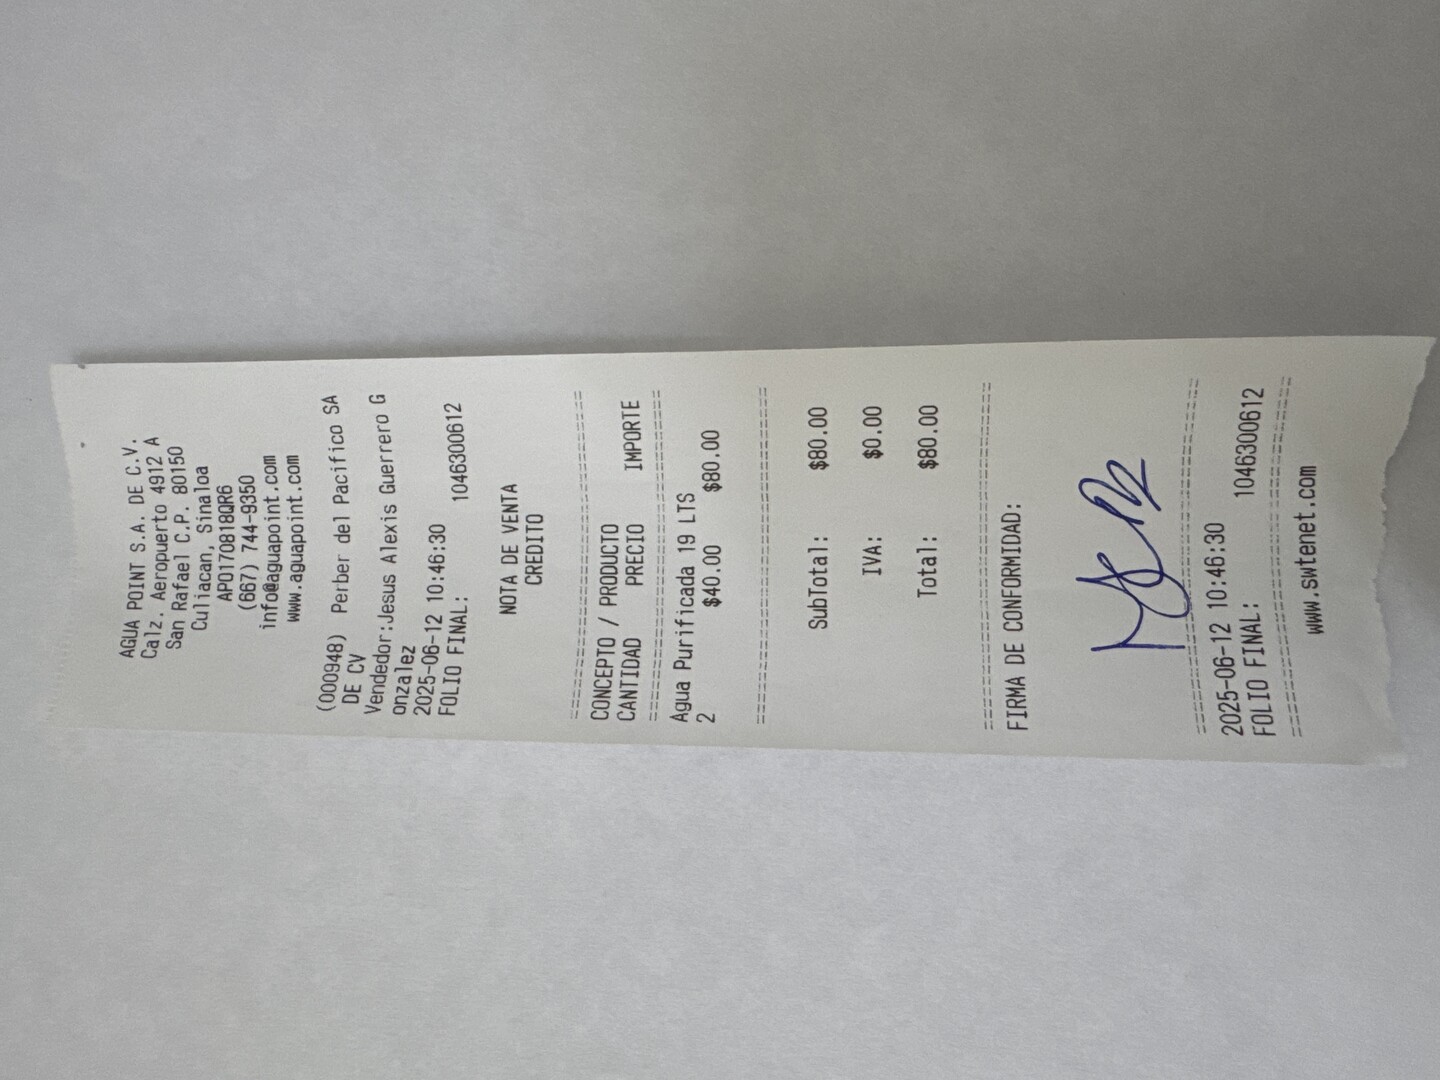 AGUA POINT S.A. DE C.V.
Calz. Aeropuerto 4912 A
San Rafael C.P. 80150
Culiacan, Sinaloa
APO170818QR6
(667) 744-9350
info@aguapoint.com
www.aguapoint.com
(000948) Perber del Pacifico SA
DE CV
Vendedor:Jesus Alexis Guerrero G
onzalez
2025-06-12 10:46:30
FOLIO FINAL: 1046300612
NOTA DE VENTA
CREDITO
================================
CONCEPTO / PRODUCTO
CANTIDAD PRECIO IMPORTE
================================
Agua Purificada 19 LTS
2 $40.00 $80.00
================================
SubTotal: $80.00
IVA: $0.00
Total: $80.00
================================
FIRMA DE CONFORMIDAD:
================================
2025-06-12 10:46:30
FOLIO FINAL: 1046300612
================================
www.swtenet.com